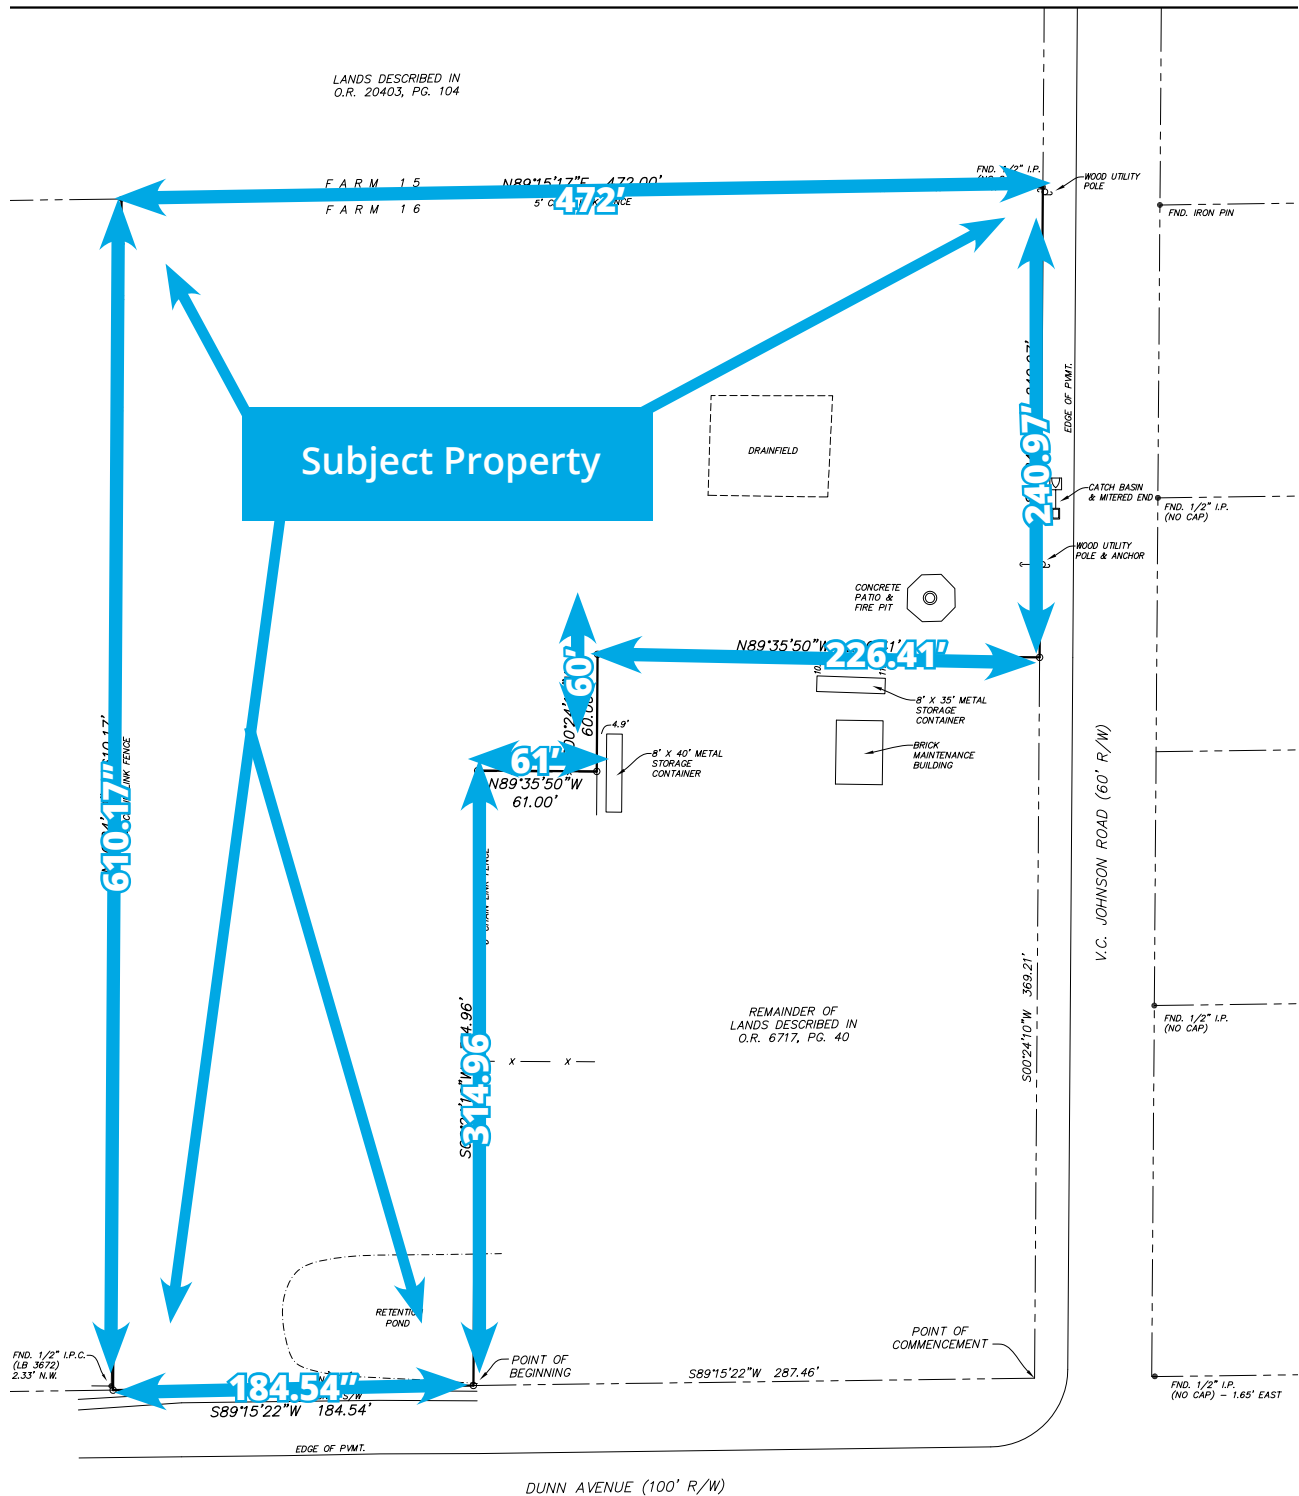 LANDS DESCRIBED IN
O.R. 20403, PG. 104
FARM 15
FARM 16
N89°15'17"E 472.00'
472'
FND. 1/2" I.P.
WOOD UTILITY
POLE
FND. IRON PIN
Subject Property
DRAINFIELD
EDGE OF PVMT.
240.97'
CATCH BASIN
& MITERED END
FND. 1/2" I.P.
(NO CAP)
WOOD UTILITY
POLE & ANCHOR
CONCRETE
PATIO &
FIRE PIT
N89°35'50"W
226.41'
60'
8' X 35' METAL
STORAGE
CONTAINER
4.9'
61'
8' X 40' METAL
STORAGE
CONTAINER
BRICK
MAINTENANCE
BUILDING
N89°35'50"W
61.00'
610.17"
V.C. JOHNSON ROAD (60' R/W)
S00°24'10"W 369.21'
REMAINDER OF
LANDS DESCRIBED IN
O.R. 6717, PG. 40
FND. 1/2" I.P.
(NO CAP)
314.96
X X
RETENTION
POND
POINT OF
COMMENCEMENT
FND. 1/2" I.P.C.
(LB 3672)
2.33' N.W.
POINT OF
BEGINNING
S89°15'22"W 287.46'
184.54"
S89°15'22"W 184.54'
FND. 1/2" I.P.
(NO CAP) - 1.65' EAST
EDGE OF PVMT.
DUNN AVENUE (100' R/W)